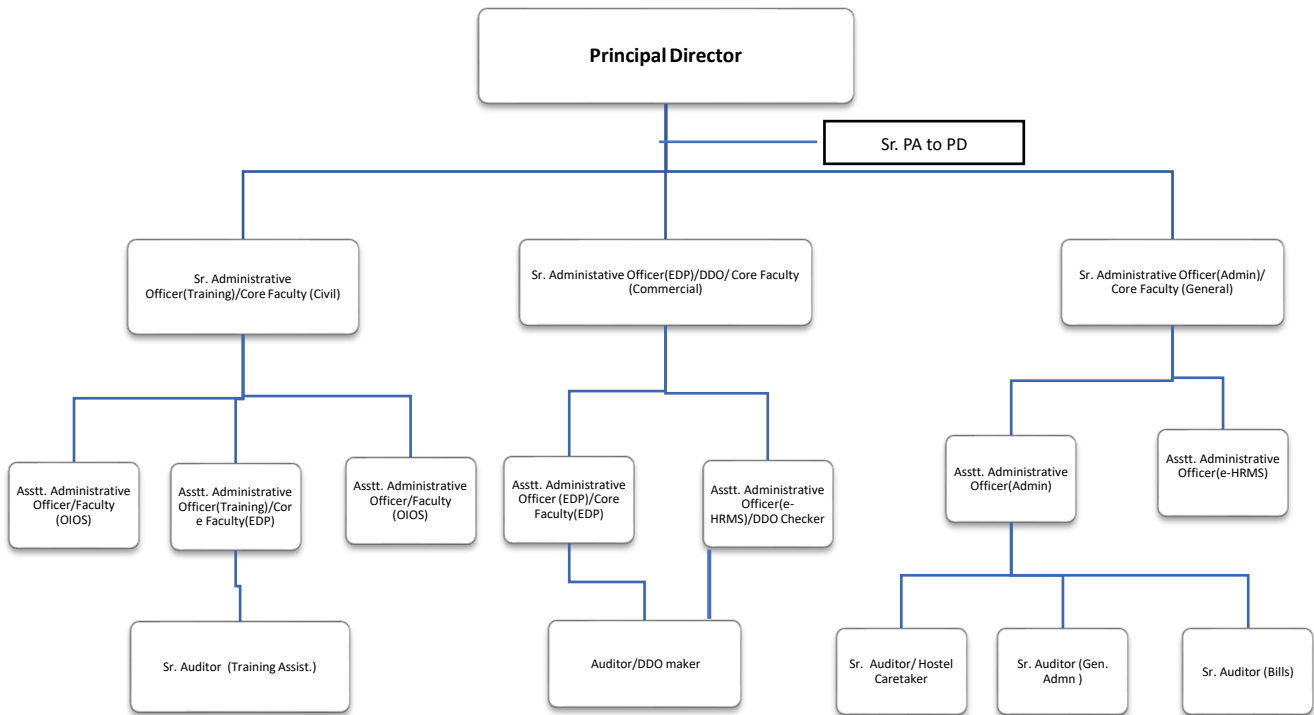 Principal Director
Sr. PA to PD
Sr. Administrative
Officer(Training)/Core Faculty (Civil)
Sr. Administative Officer(EDP)/DDO/ Core Faculty
(Commercial)
Sr. Administrative Officer(Admin)/
Core Faculty (General)
Asstt. Administrative
Officer/Faculty
(OIOS)
Asstt. Administrative
Officer(Training)/Cor
e Faculty(EDP)
Asstt. Administrative
Officer/Faculty
(OIOS)
Asstt. Administrative
Officer (EDP)/Core
Faculty(EDP)
Asstt. Administrative
Officer(e-
HRMS)/DDO Checker
Asstt. Administrative
Officer(Admin)
Asstt. Administrative
Officer(e-HRMS)
Sr. Auditor (Training Assist.)
Auditor/DDO maker
Sr. Auditor/ Hostel
Caretaker
Sr. Auditor (Gen.
Admn )
Sr. Auditor (Bills)